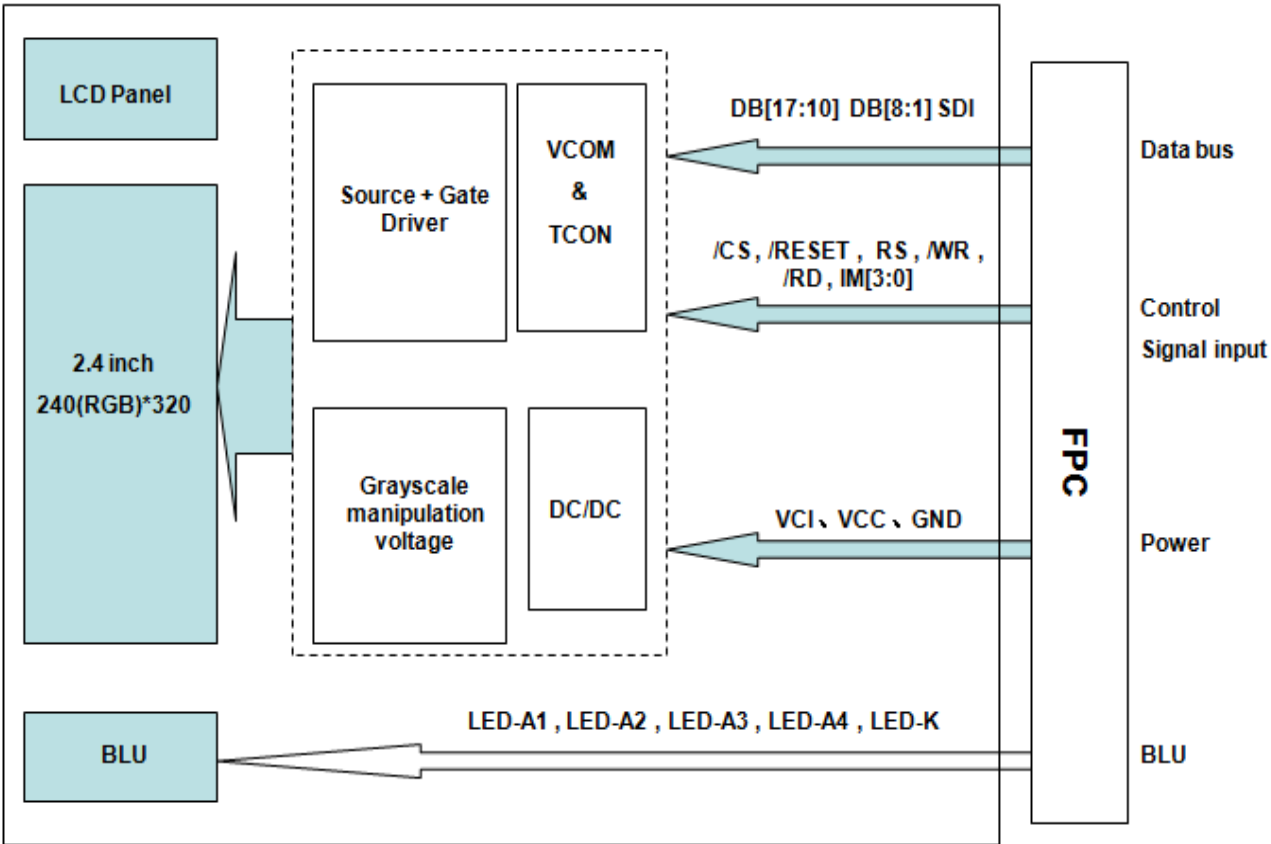 LCD Panel
2.4 inch
240(RGB)*320
BLU
Source + Gate
Driver
VCOM
&
TCON
Grayscale
manipulation
voltage
DC/DC
DB[17:10] DB[8:1] SDI
/CS , /RESET , RS , /WR ,
/RD , IM[3:0]
VCI、VCC、GND
LED-A1 , LED-A2 , LED-A3 , LED-A4 , LED-K
FPC
Data bus
Control
Signal input
Power
BLU